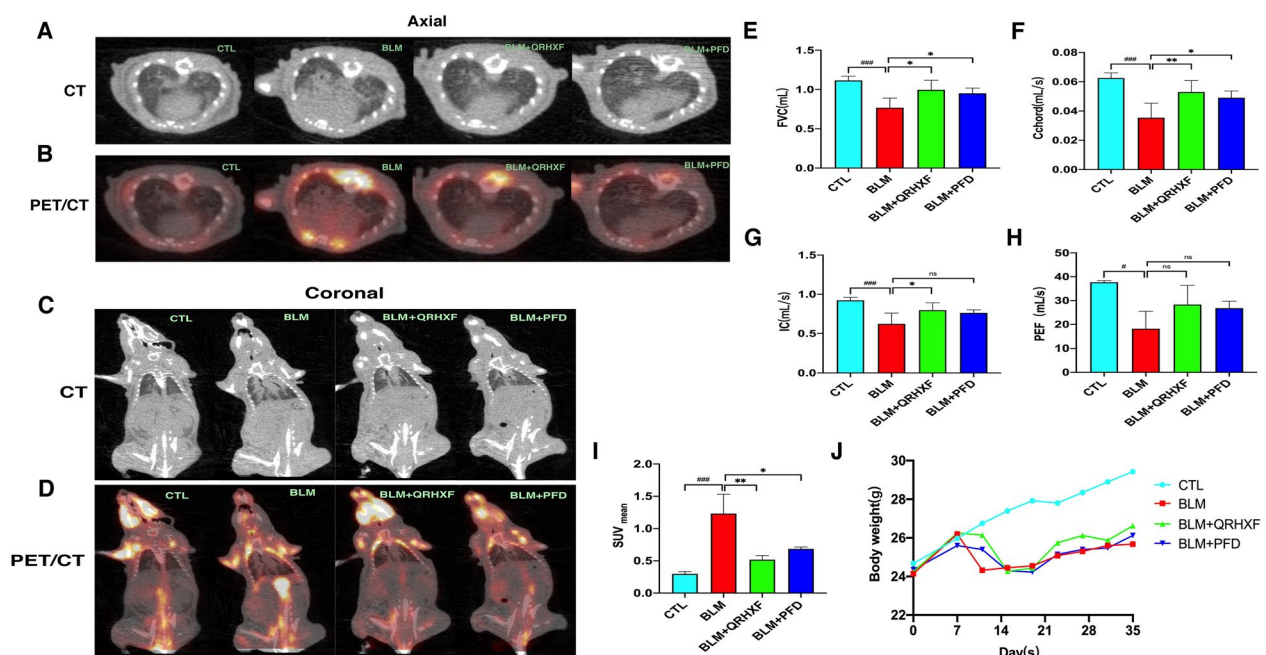 Axial
A
CT
CTL
BLM
BLM+QRHXF
BLM+PFD
B
PET/CT
CTL
BLM
BLM+QRHXF
BLM+PFD
Coronal
C
CT
CTL
BLM
BLM+QRHXF
BLM+PFD
D
PET/CT
CTL
BLM
BLM+QRHXF
BLM+PFD
E
FVC(mL)
1.5
1.0
0.5
0.0
###
*
*
CTL
BLM
BLM+QRHXF
BLM+PFD
F
Cchord(mL/s)
0.08
0.06
0.04
0.02
0.00
###
**
*
CTL
BLM
BLM+QRHXF
BLM+PFD
G
IC(mL/s)
1.5
1.0
0.5
0.0
###
*
ns
CTL
BLM
BLM+QRHXF
BLM+PFD
H
PEF (mL/s)
50
40
30
20
10
0
#
ns
ns
CTL
BLM
BLM+QRHXF
BLM+PFD
I
SUV mean
2.0
1.5
1.0
0.5
0.0
###
**
*
CTL
BLM
BLM+QRHXF
BLM+PFD
J
Body weight(g)
30
28
26
24
22
0 7 14 21 28 35
Day(s)
CTL
BLM
BLM+QRHXF
BLM+PFD